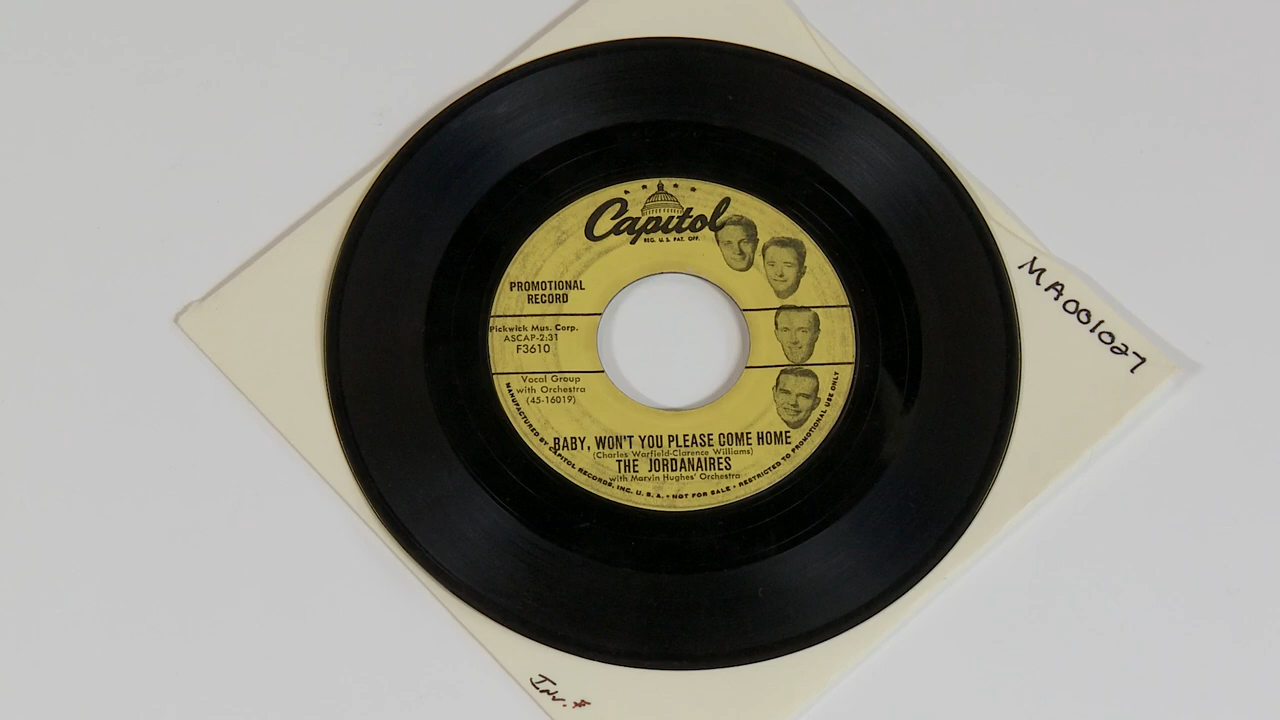 Capitol
REG. U. S. PAT. OFF.
PROMOTIONAL
RECORD
Pickwick Mus. Corp.
ASCAP-2:31
F3610
Vocal Group
with Orchestra
(45-16019)
BABY, WON'T YOU PLEASE COME HOME
(Charles Warfield-Clarence Williams)
THE JORDANAIRES
with Marvin Hughes' Orchestra
MANUFACTURED BY CAPITOL RECORDS, INC. U. S. A. • NOT FOR SALE • RESTRICTED TO PROMOTIONAL USE ONLY
MA001027
Inv. #